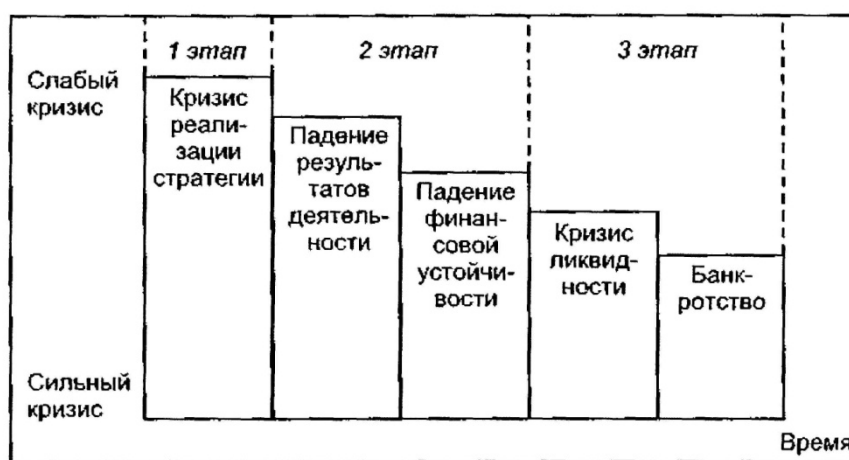 1 этап
2 этап
3 этап
Слабый
кризис
Кризис
реали-
зации
стратегии
Падение
резуль-
татов
деятель-
ности
Падение
финан-
совой
устойчи-
вости
Кризис
ликвид-
ности
Банк-
ротство
Сильный
кризис
Время